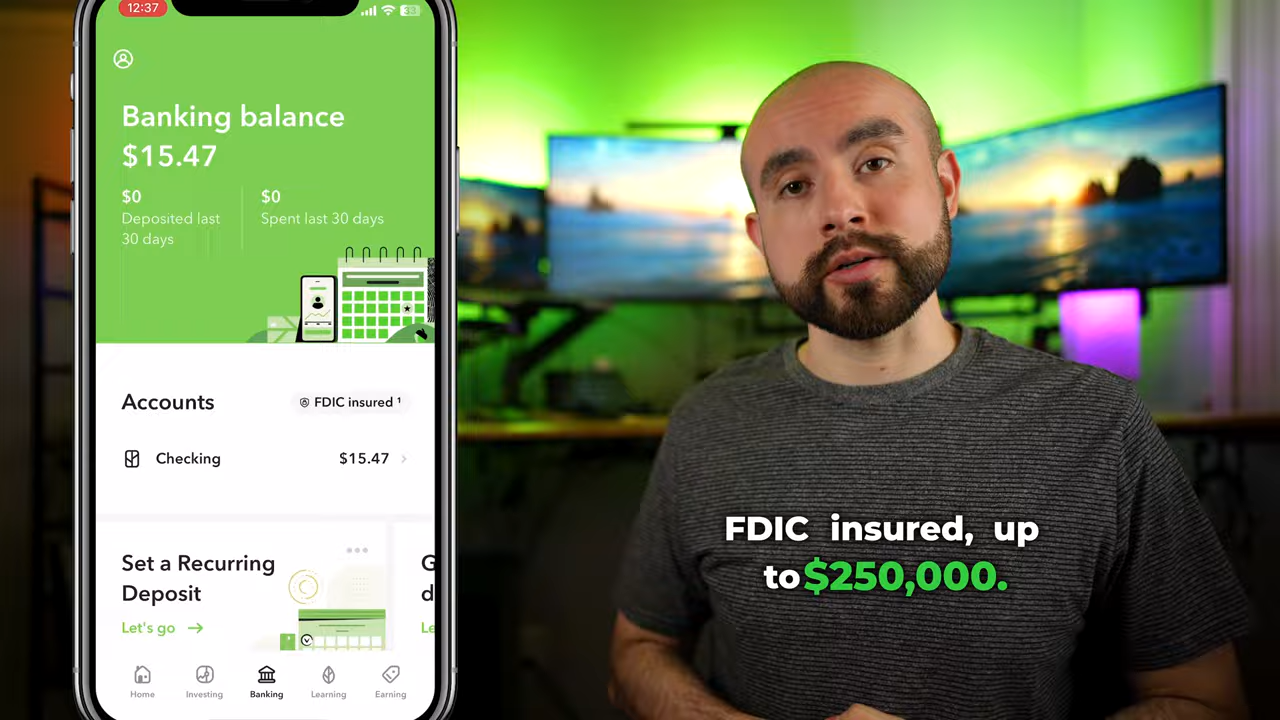 12:37
33
Banking balance
$15.47
$0
Deposited last
30 days
$0
Spent last 30 days
Accounts
FDIC insured ¹
Checking
$15.47
Set a Recurring
Deposit
Let's go
G
d
Le
Home
Investing
Banking
Learning
Earning
FDIC insured, up
to $250,000.